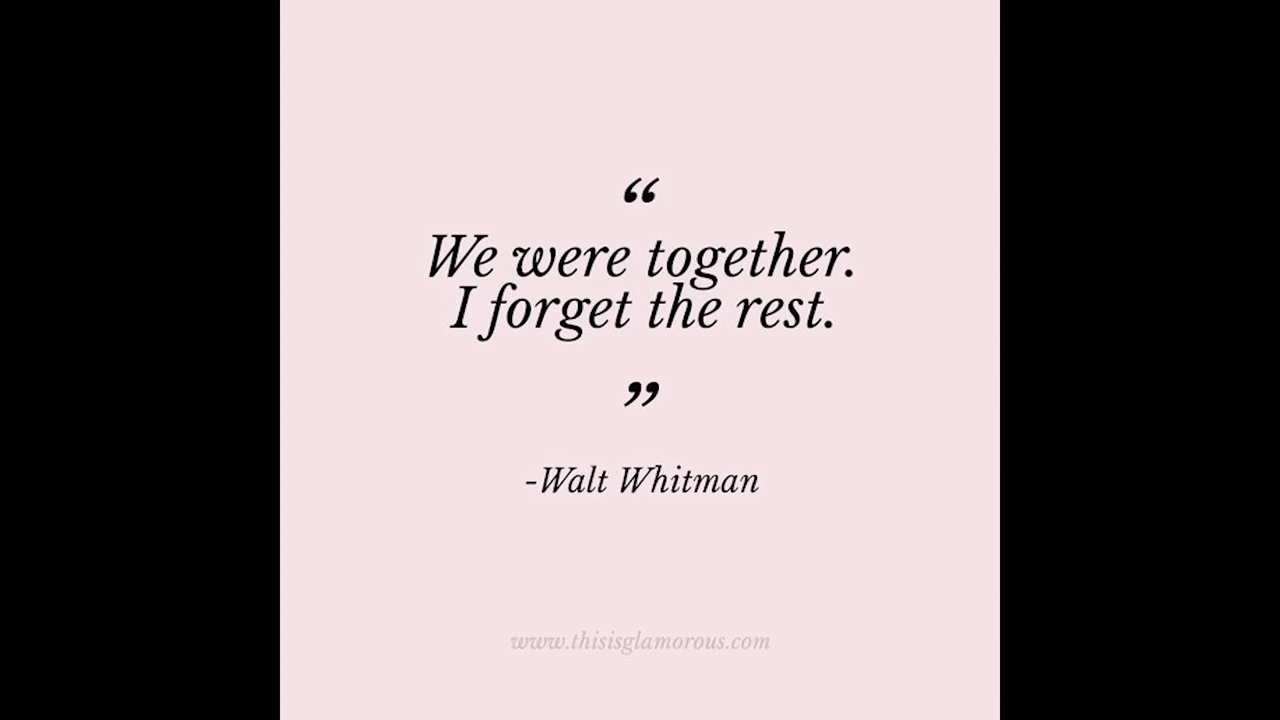 “
We were together.
I forget the rest.
”
-Walt Whitman
www.thisisglamorous.com